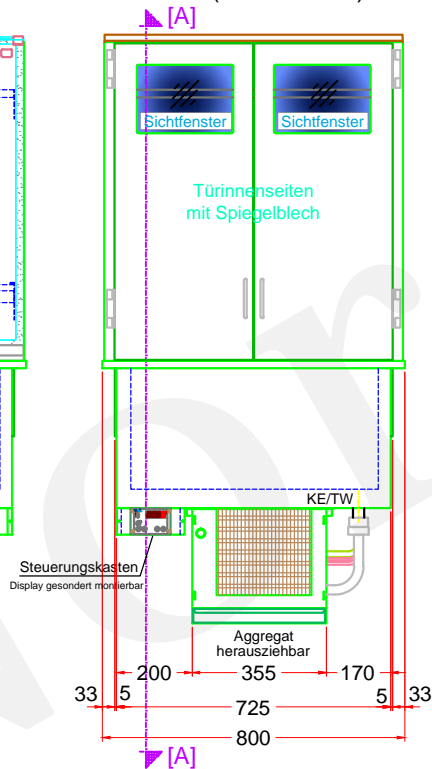 [A]
Sichtfenster
Sichtfenster
Türinnenseiten
mit Spiegelblech
KE/TW
Steuerungskasten
Display gesondert montierbar
Aggregat
herausziehbar
200
355
170
33
5
725
5
33
800
[A]